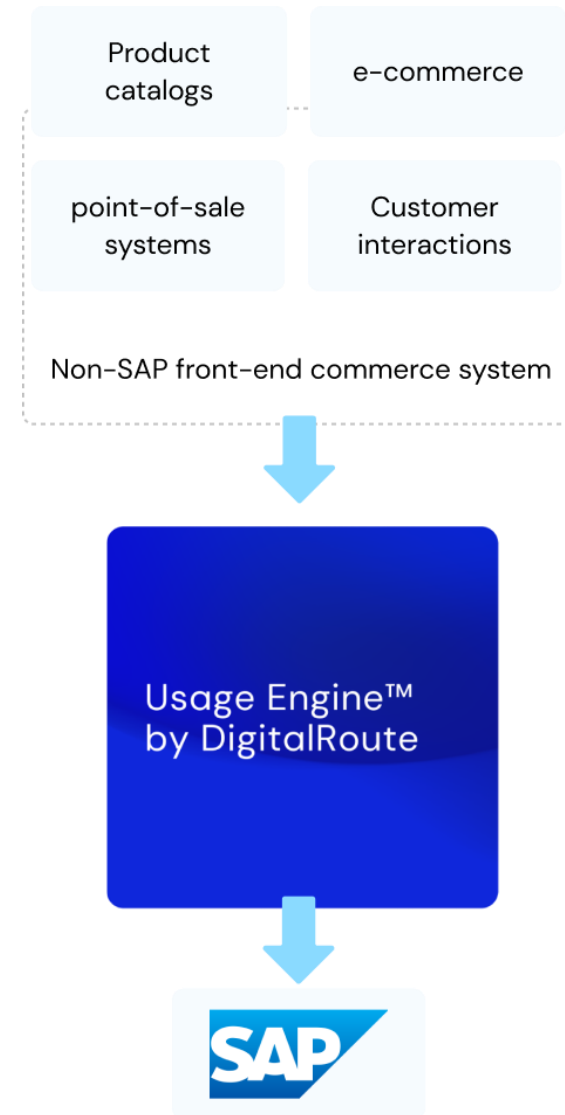 Product
catalogs
e-commerce
point-of-sale
systems
Customer
interactions
Non-SAP front-end commerce system
Usage Engine™
by DigitalRoute
SAP